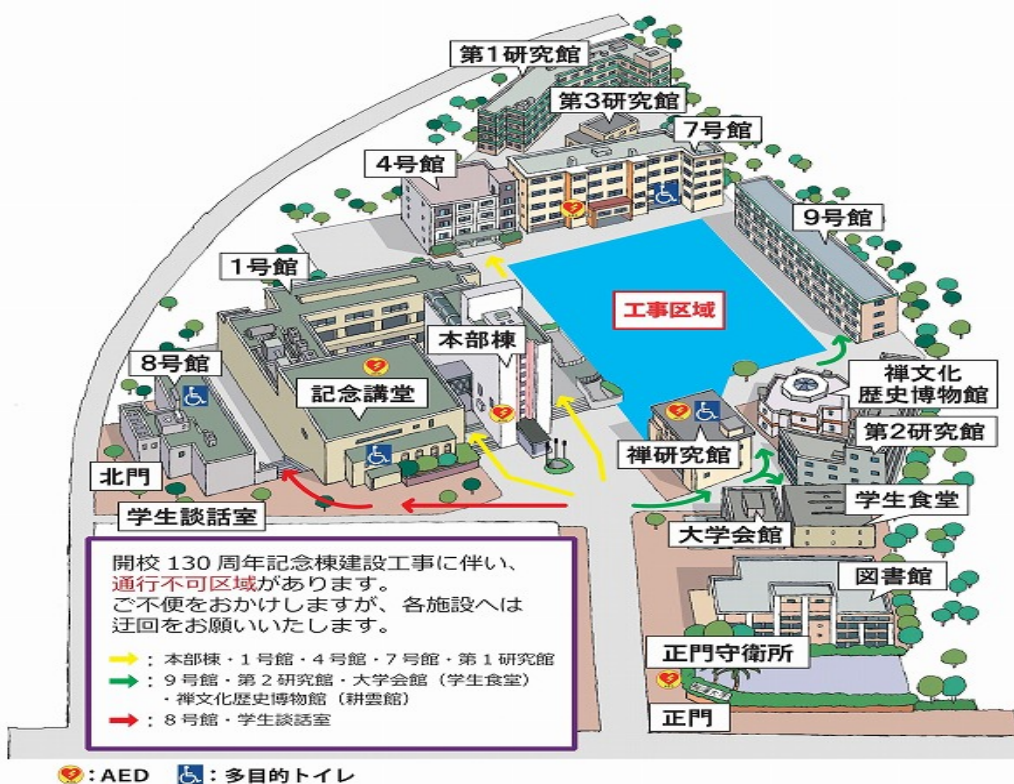 第1研究館
第3研究館
7号館
4号館
9号館
1号館
工事区域
本部棟
8号館
記念講堂
禅文化
歴史博物館
第2研究館
禅研究館
北門
学生食堂
学生談話室
大学会館
図書館
開校 130 周年記念棟建設工事に伴い、
通行不可区域があります。
ご不便をおかけしますが、各施設へは
迂回をお願いいたします。
→ : 本部棟・1号館・4号館・7号館・第1研究館
→ : 9号館・第2研究館・大学会館（学生食堂）
・禅文化歴史博物館（耕雲館）
→ : 8号館・学生談話室
正門守衛所
正門
: AED : 多目的トイレ